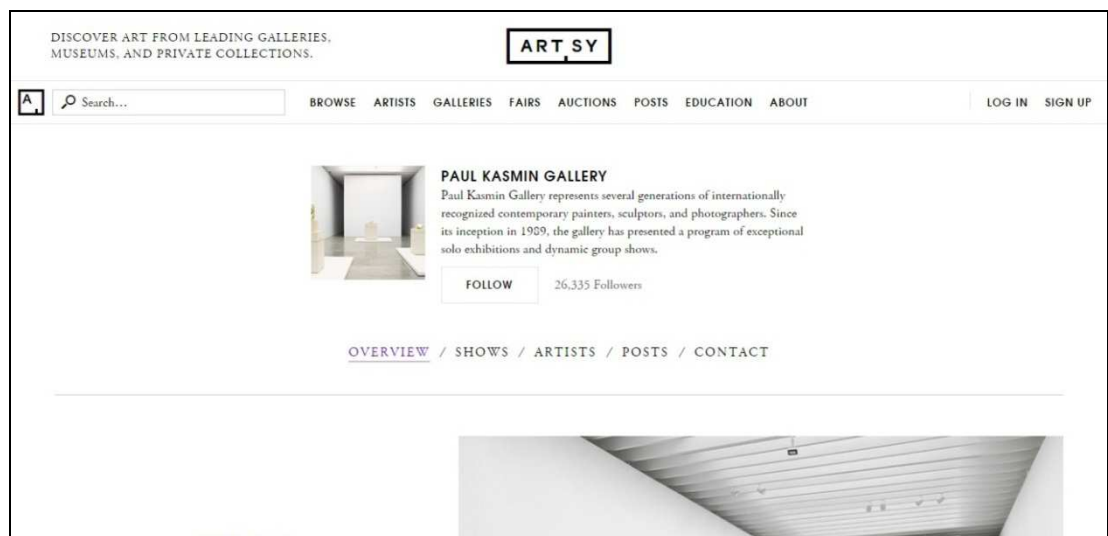 DISCOVER ART FROM LEADING GALLERIES,
MUSEUMS, AND PRIVATE COLLECTIONS.
ART SY
A
Search...
BROWSE ARTISTS GALLERIES FAIRS AUCTIONS POSTS EDUCATION ABOUT
LOG IN SIGN UP
PAUL KASMIN GALLERY
Paul Kasmin Gallery represents several generations of internationally
recognized contemporary painters, sculptors, and photographers. Since
its inception in 1989, the gallery has presented a program of exceptional
solo exhibitions and dynamic group shows.
FOLLOW 26,335 Followers
OVERVIEW / SHOWS / ARTISTS / POSTS / CONTACT